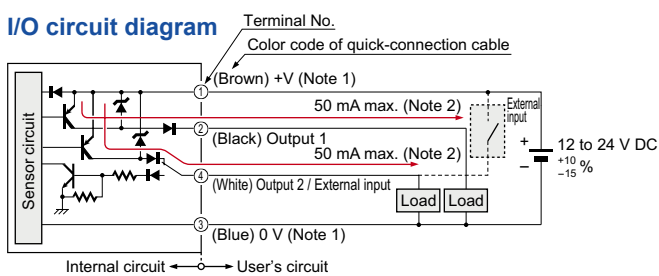 I/O circuit diagram
Terminal No.
Color code of quick-connection cable
1 (Brown) +V (Note 1)
50 mA max. (Note 2)
External
input
2
(Black) Output 1
50 mA max. (Note 2)
+
12 to 24 V DC
+10
−15 %
−
Sensor circuit
4
(White) Output 2 / External input
Load
Load
3
(Blue) 0 V (Note 1)
Internal circuit
User's circuit